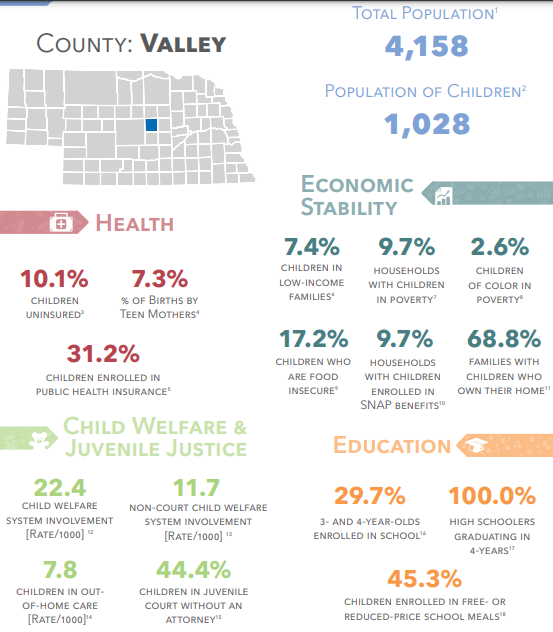 County: Valley
Total Population¹
4,158
Population of Children²
1,028
Health
10.1%
children
uninsured³
7.3%
% of Births by
Teen Mothers⁴
31.2%
children enrolled in
public health insurance⁵
Economic
Stability
7.4%
children in
low-income
families⁶
9.7%
households
with children
in poverty⁷
2.6%
children
of color in
poverty⁸
17.2%
children who
are food
insecure⁹
9.7%
households
with children
enrolled in
SNAP benefits¹⁰
68.8%
families with
children who
own their home¹¹
Child Welfare &
Juvenile Justice
22.4
child welfare
system involvement
[Rate/1000] ¹²
11.7
non-court child welfare
system involvement
[Rate/1000] ¹³
7.8
children in out-
of-home care
[Rate/1000]¹⁴
44.4%
children in juvenile
court without an
attorney¹⁵
Education
29.7%
3- and 4-year-olds
enrolled in school¹⁶
100.0%
high schoolers
graduating in
4-years¹⁷
45.3%
children enrolled in free- or
reduced-price school meals¹⁸